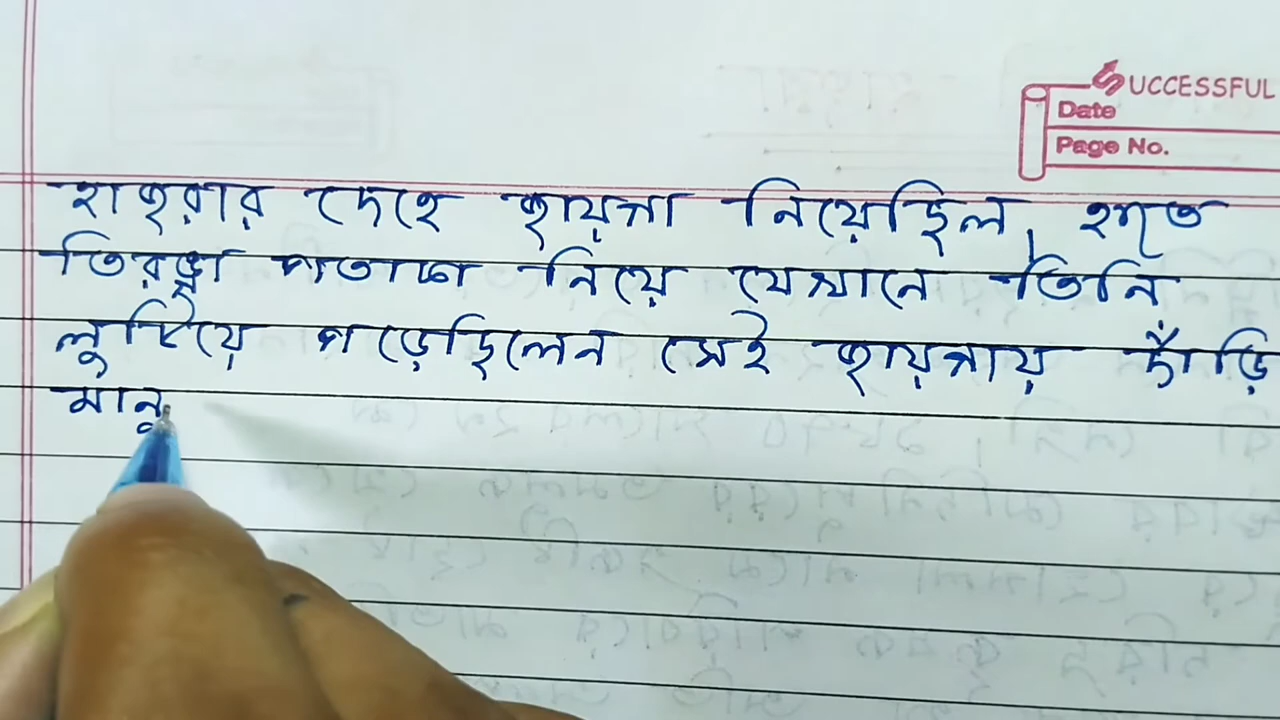 SUCCESSFUL
Date
Page No.
হাজরার দেহে জায়গা নিয়েছিল, হাতে
তিরঙ্গা পতাকা নিয়ে যেখানে তিনি
লুটিয়ে পড়েছিলেন সেই জায়গায় দাঁড়ি
মানু